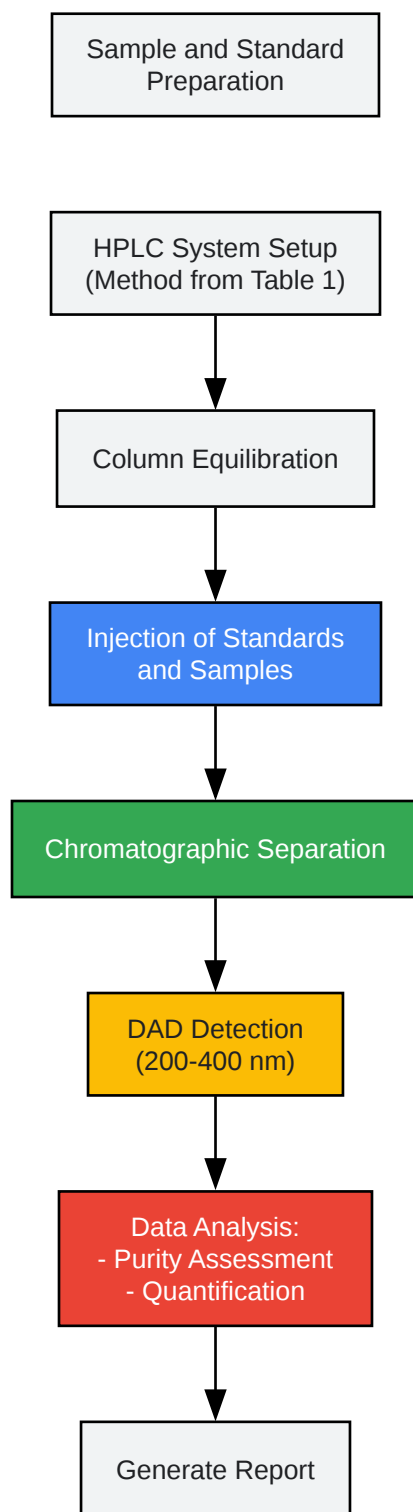 Sample and Standard
Preparation
HPLC System Setup
(Method from Table 1)
Column Equilibration
Injection of Standards
and Samples
Chromatographic Separation
DAD Detection
(200-400 nm)
Data Analysis:
- Purity Assessment
- Quantification
Generate Report